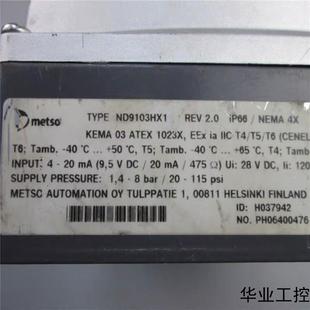 metso
TYPE ND9103HX1 REV 2.0 IP66 / NEMA 4X
KEMA 03 ATEX 1023X, EEx ia IIC T4/T5/T6 (CENEL
T6; Tamb. -40 °C ... +50 °C, T5; Tamb. -40 °C ... +65 °C, T4; Tamb.
INPUT: 4 - 20 mA (9,5 V DC / 20 mA / 475 Ω) Ui: 28 V DC, Ii: 120
SUPPLY PRESSURE: 1,4 - 8 bar / 20 - 115 psi
METSO AUTOMATION OY TULPPATIE 1, 00811 HELSINKI FINLAND
ID: H037942
NO. PH06400476
华业工控